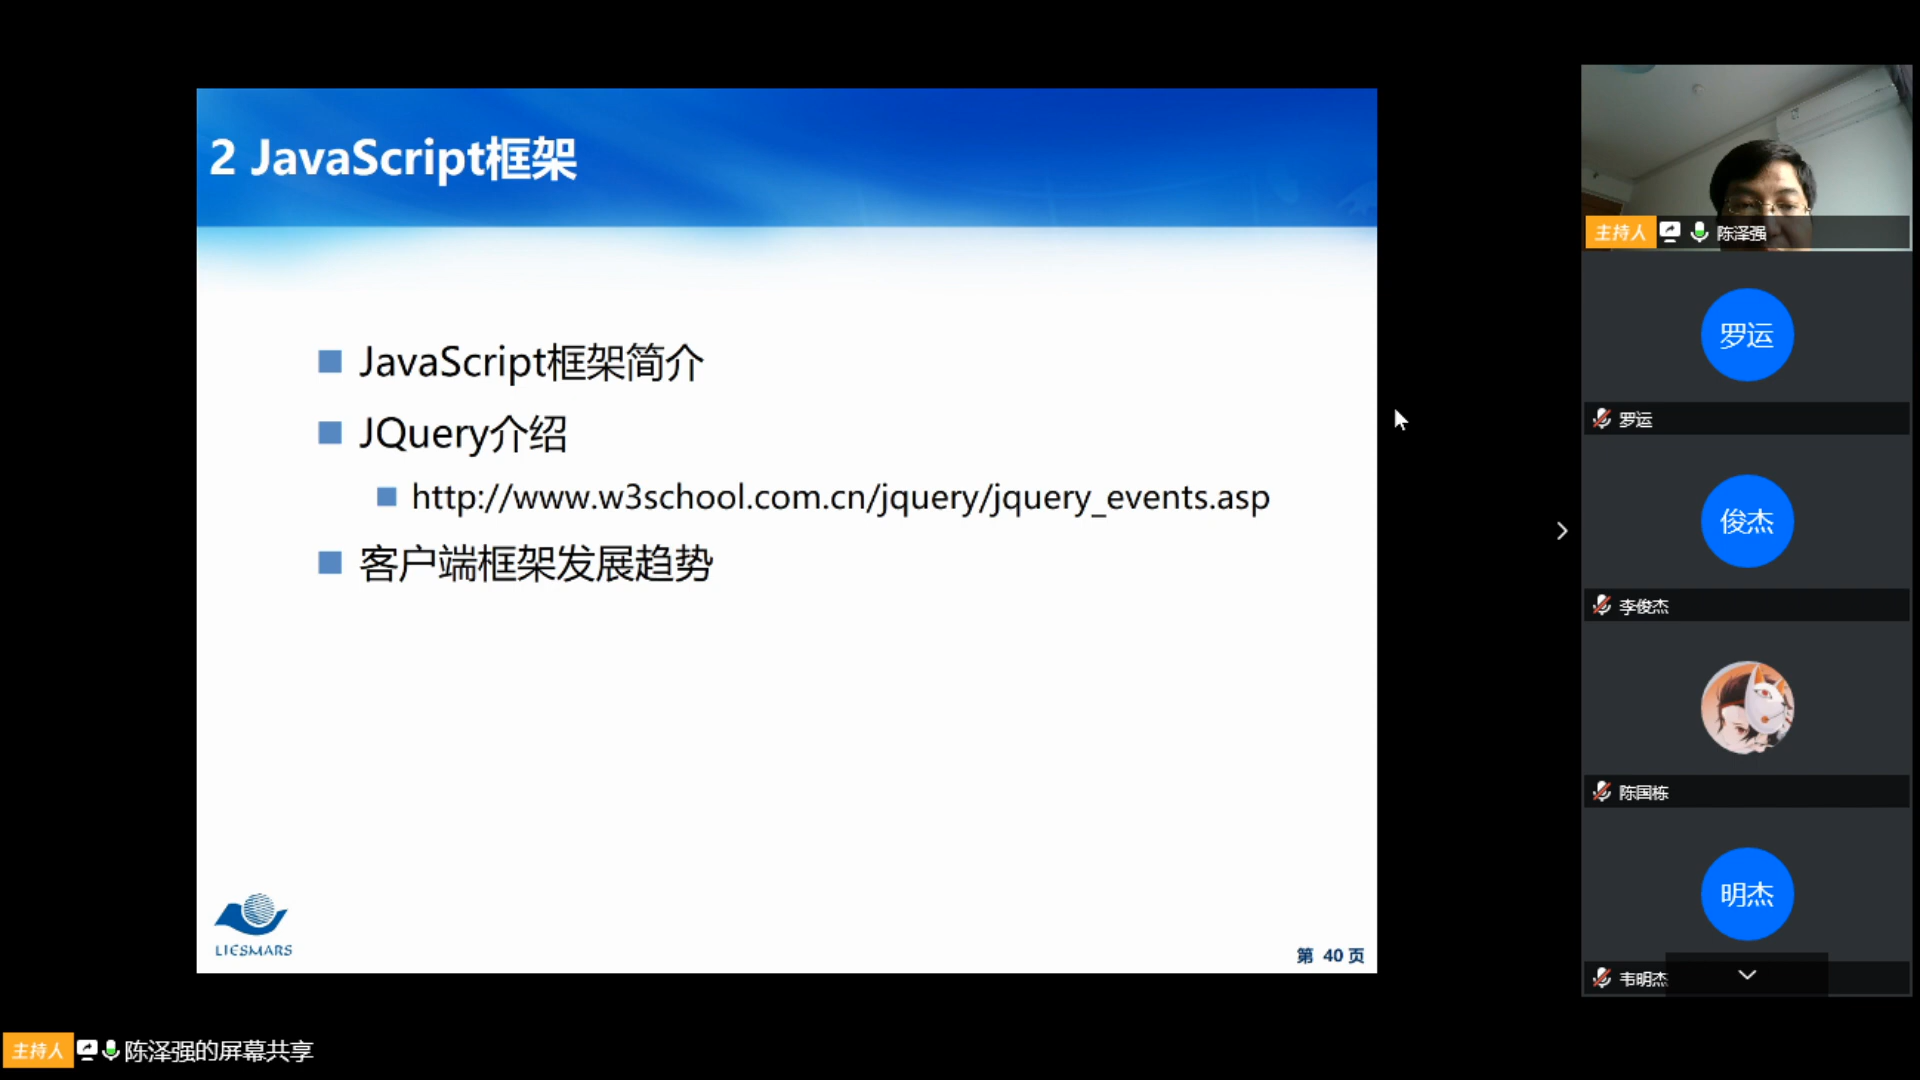 2 JavaScript框架
JavaScript框架简介
JQuery介绍
http://www.w3school.com.cn/jquery/jquery_events.asp
客户端框架发展趋势
LIESMARS
第 40 页
主持人 陈泽强
罗运
罗运
俊杰
李俊杰
陈国栋
明杰
韦明杰
主持人 陈泽强的屏幕共享